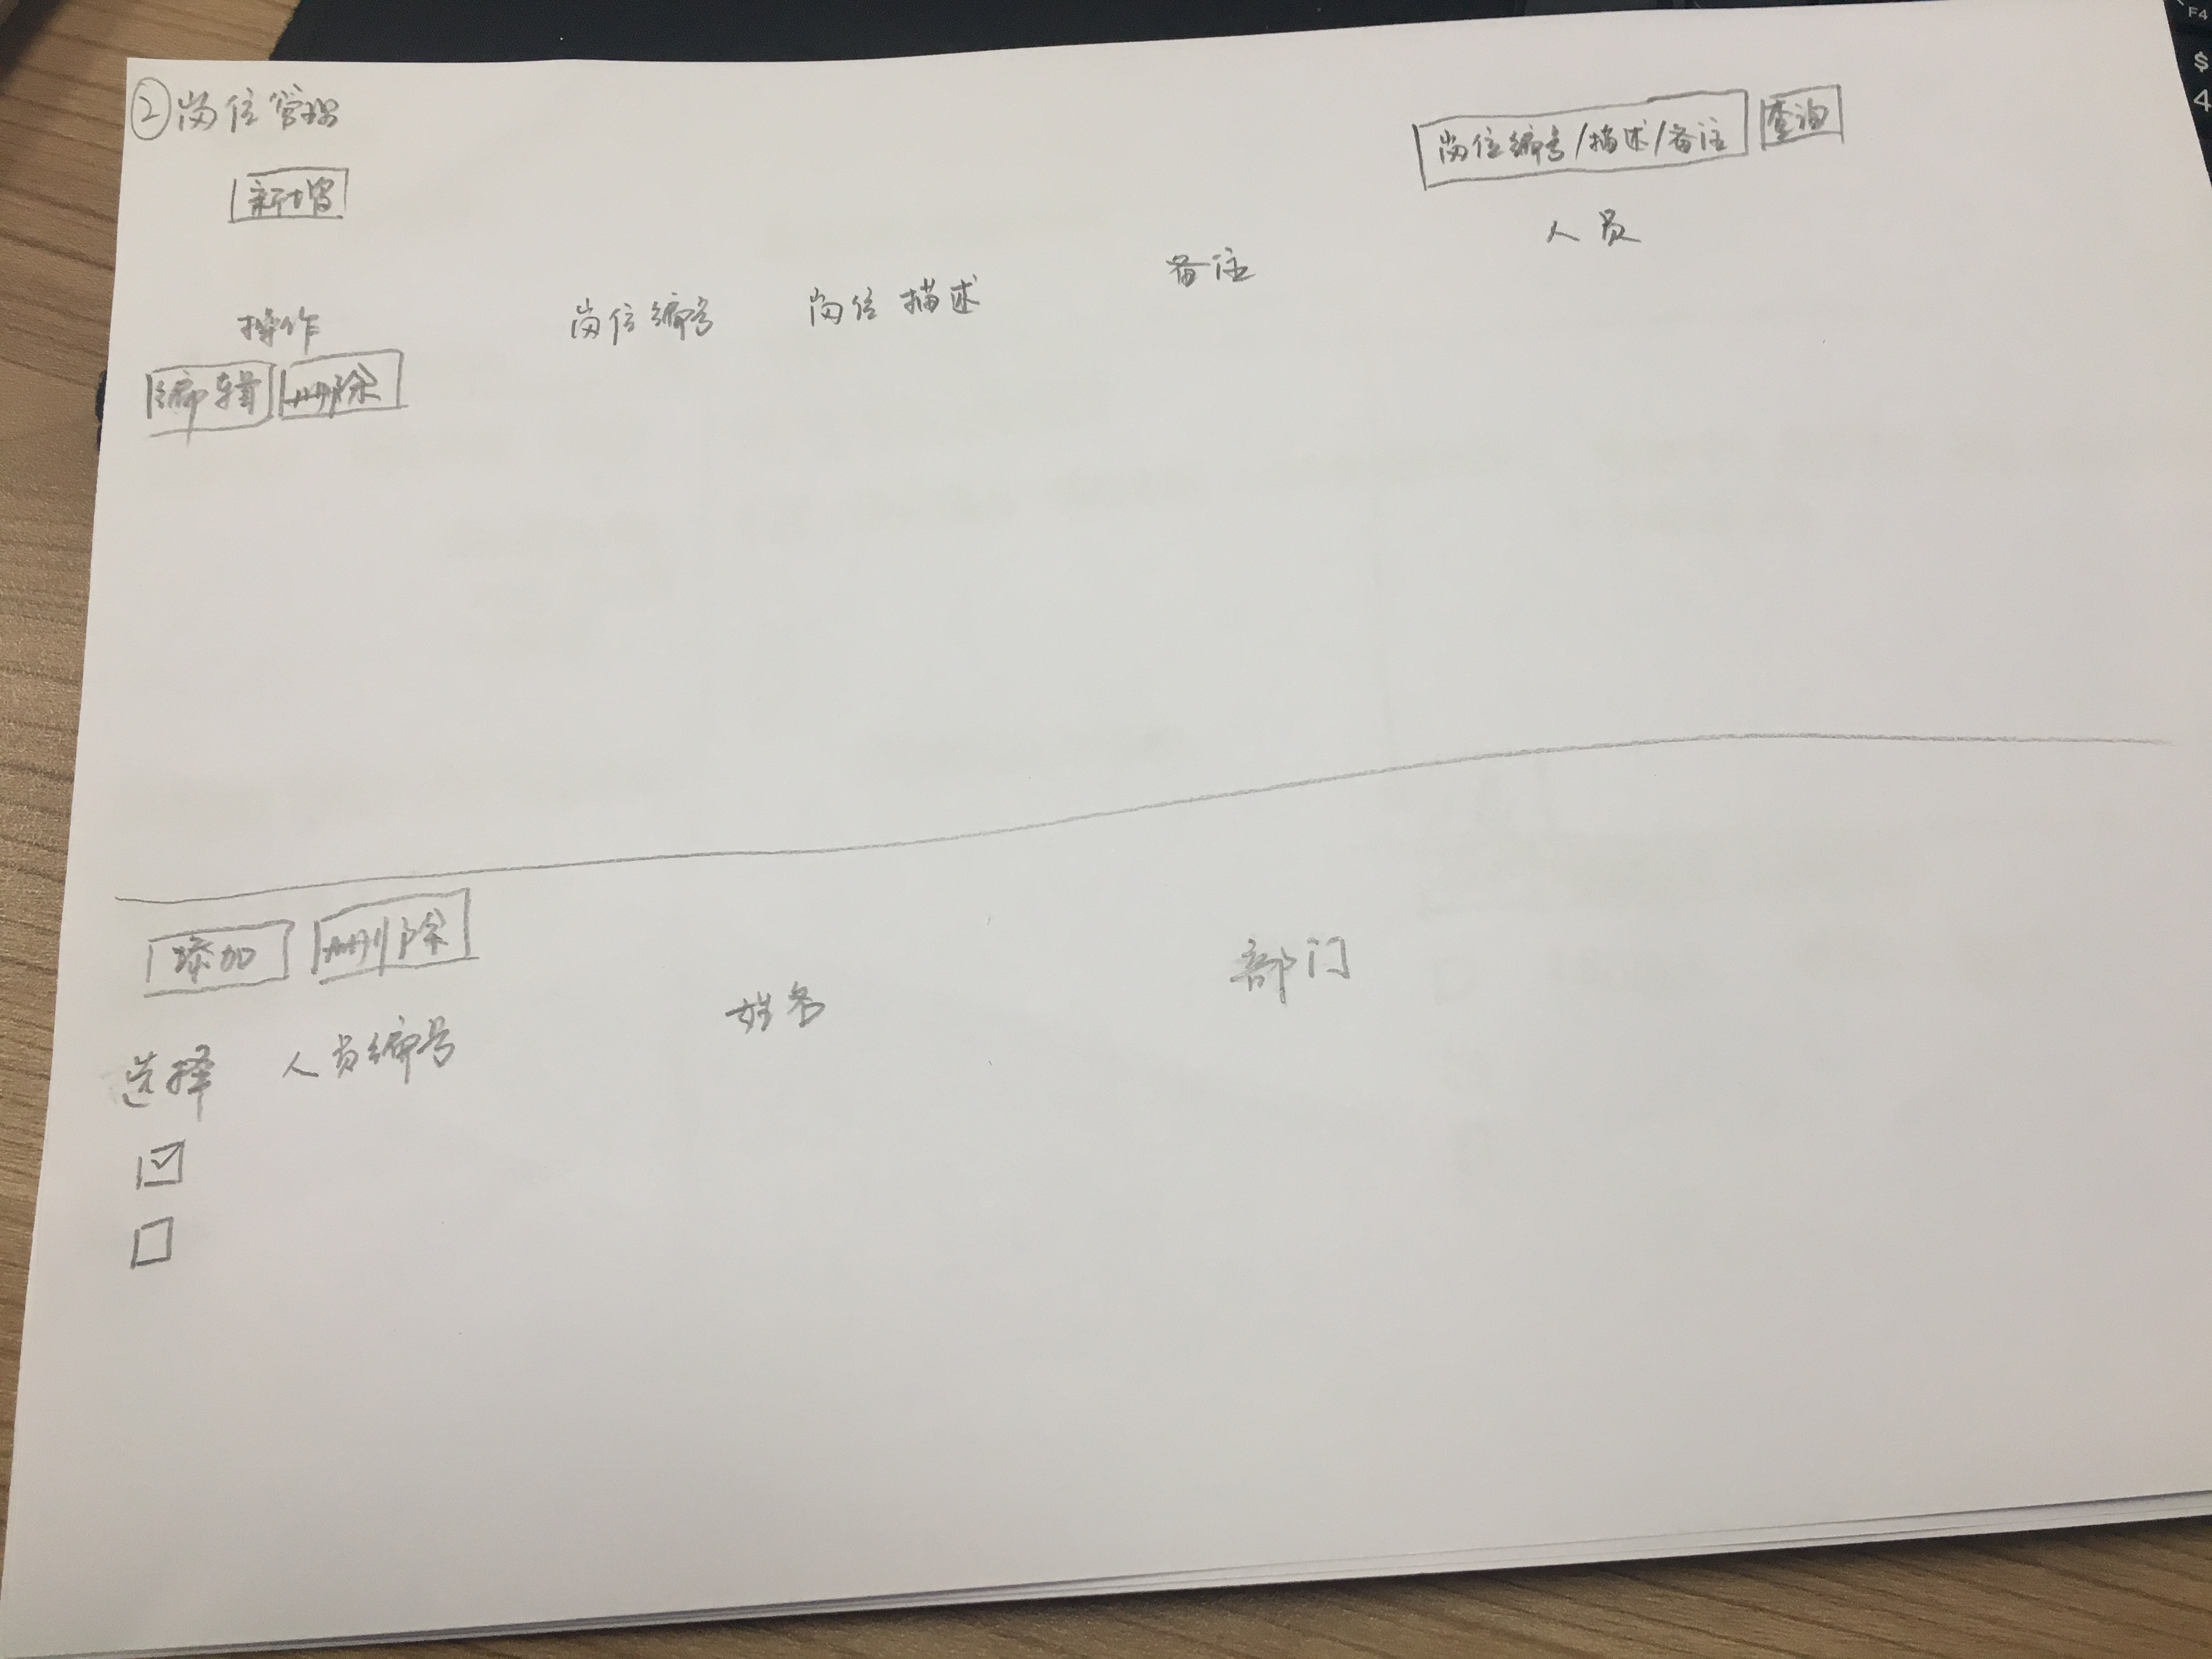 ②岗位管理
岗位编号/描述/备注 查询
新增
操作 岗位编号 岗位描述 备注 人员
编辑 删除
添加 删除
选择 人员编号 姓名 部门
F4
$
4